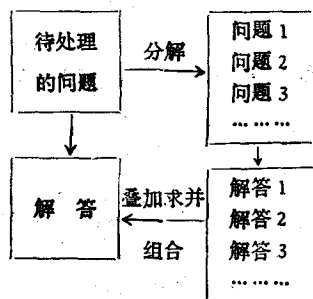 待处理
的问题
分解
问题 1
问题 2
问题 3
… … …
解 答
叠加求并
组合
解答 1
解答 2
解答 3
… … …